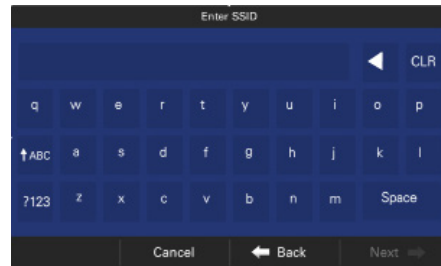 Enter SSID
CLR
q w e r t y u i o p
ABC a s d f g h j k l
?123 z x c v b n m Space
Cancel Back Next